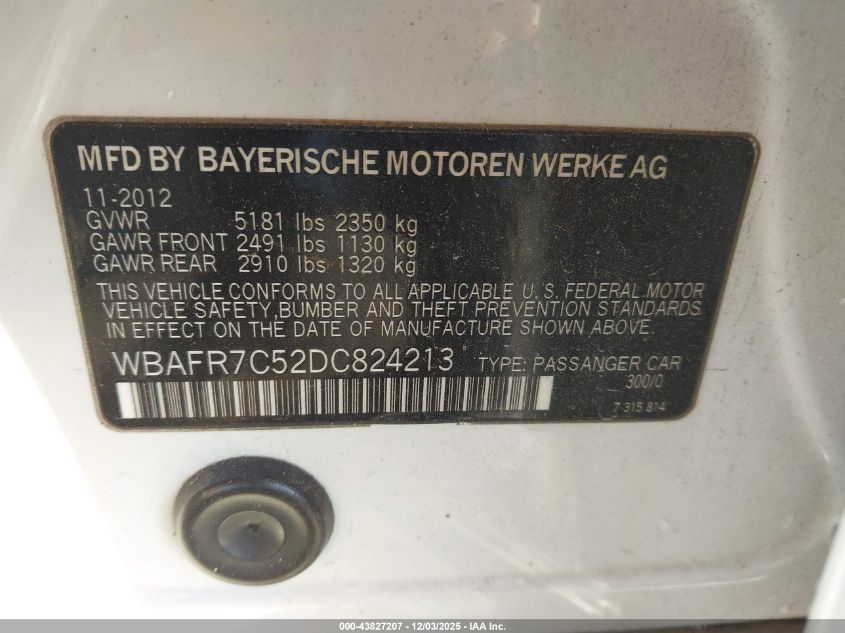 MFD BY BAYERISCHE MOTOREN WERKE AG
11-2012
GVWR 5181 lbs 2350 kg
GAWR FRONT 2491 lbs 1130 kg
GAWR REAR 2910 lbs 1320 kg
THIS VEHICLE CONFORMS TO ALL APPLICABLE U.S. FEDERAL MOTOR
VEHICLE SAFETY, BUMBER AND THEFT PREVENTION STANDARDS
IN EFFECT ON THE DATE OF MANUFACTURE SHOWN ABOVE.
WBAFR7C52DC824213 TYPE: PASSANGER CAR
300/0
7 315 814
000-43827207 - 12/03/2025 - IAA Inc.